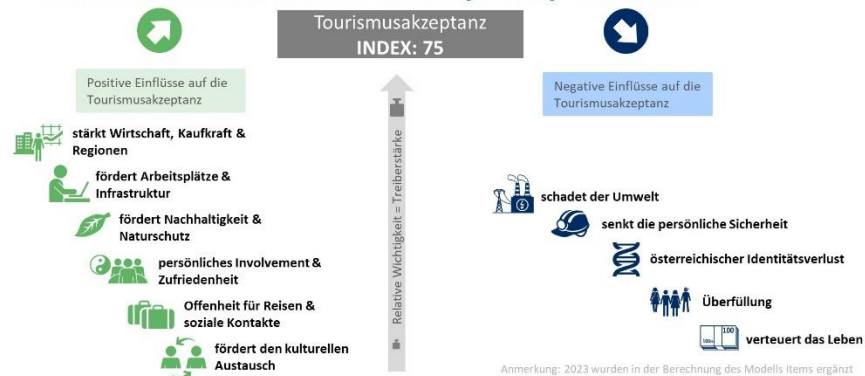 Tourismusakzeptanz
INDEX: 75
Positive Einflüsse auf die
Tourismusakzeptanz
stärkt Wirtschaft, Kaufkraft &
Regionen
fördert Arbeitsplätze &
Infrastruktur
fördert Nachhaltigkeit &
Naturschutz
persönliches Involvement &
Zufriedenheit
Offenheit für Reisen &
soziale Kontakte
fördert den kulturellen
Austausch
Relative Wichtigkeit = Treiberstärke
Negative Einflüsse auf die
Tourismusakzeptanz
schadet der Umwelt
senkt die persönliche Sicherheit
österreichischer Identitätsverlust
Überfüllung
100
verteuert das Leben
Anmerkung: 2023 wurden in der Berechnung des Modells Items ergänzt